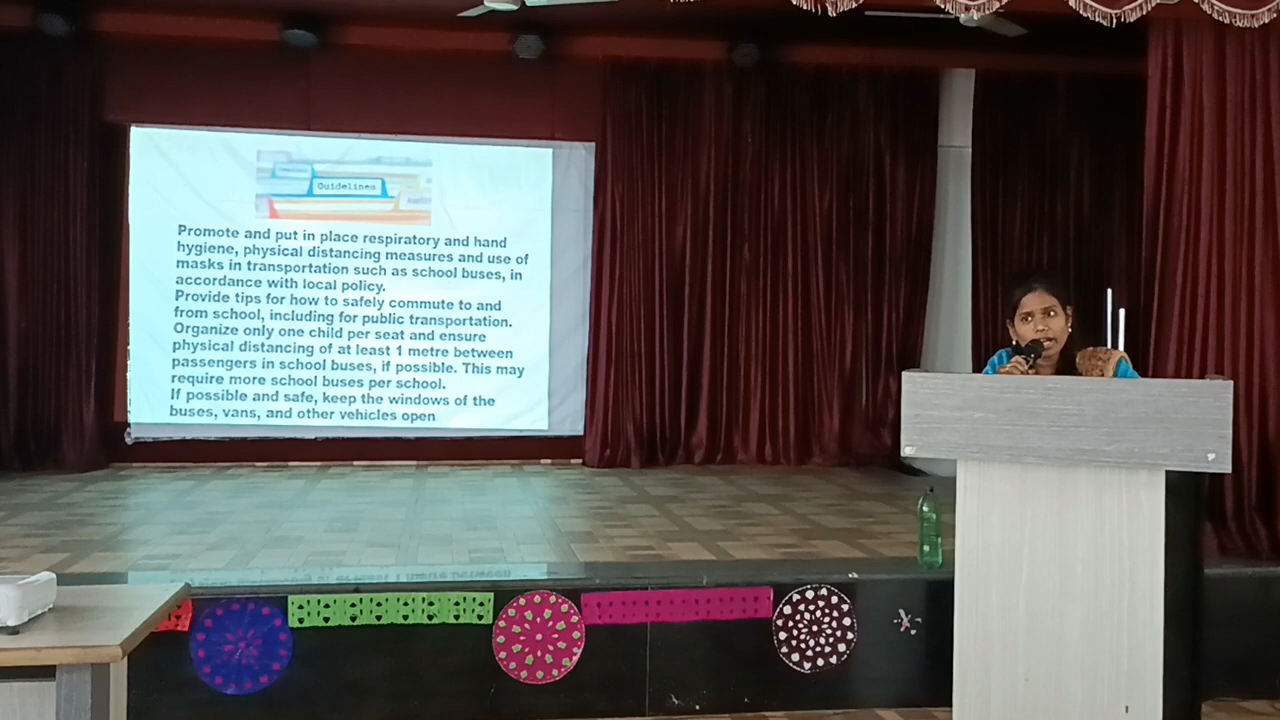 Guidelines
Promote and put in place respiratory and hand
hygiene, physical distancing measures and use of
masks in transportation such as school buses, in
accordance with local policy.
Provide tips for how to safely commute to and
from school, including for public transportation.
Organize only one child per seat and ensure
physical distancing of at least 1 metre between
passengers in school buses, if possible. This may
require more school buses per school.
If possible and safe, keep the windows of the
buses, vans, and other vehicles open